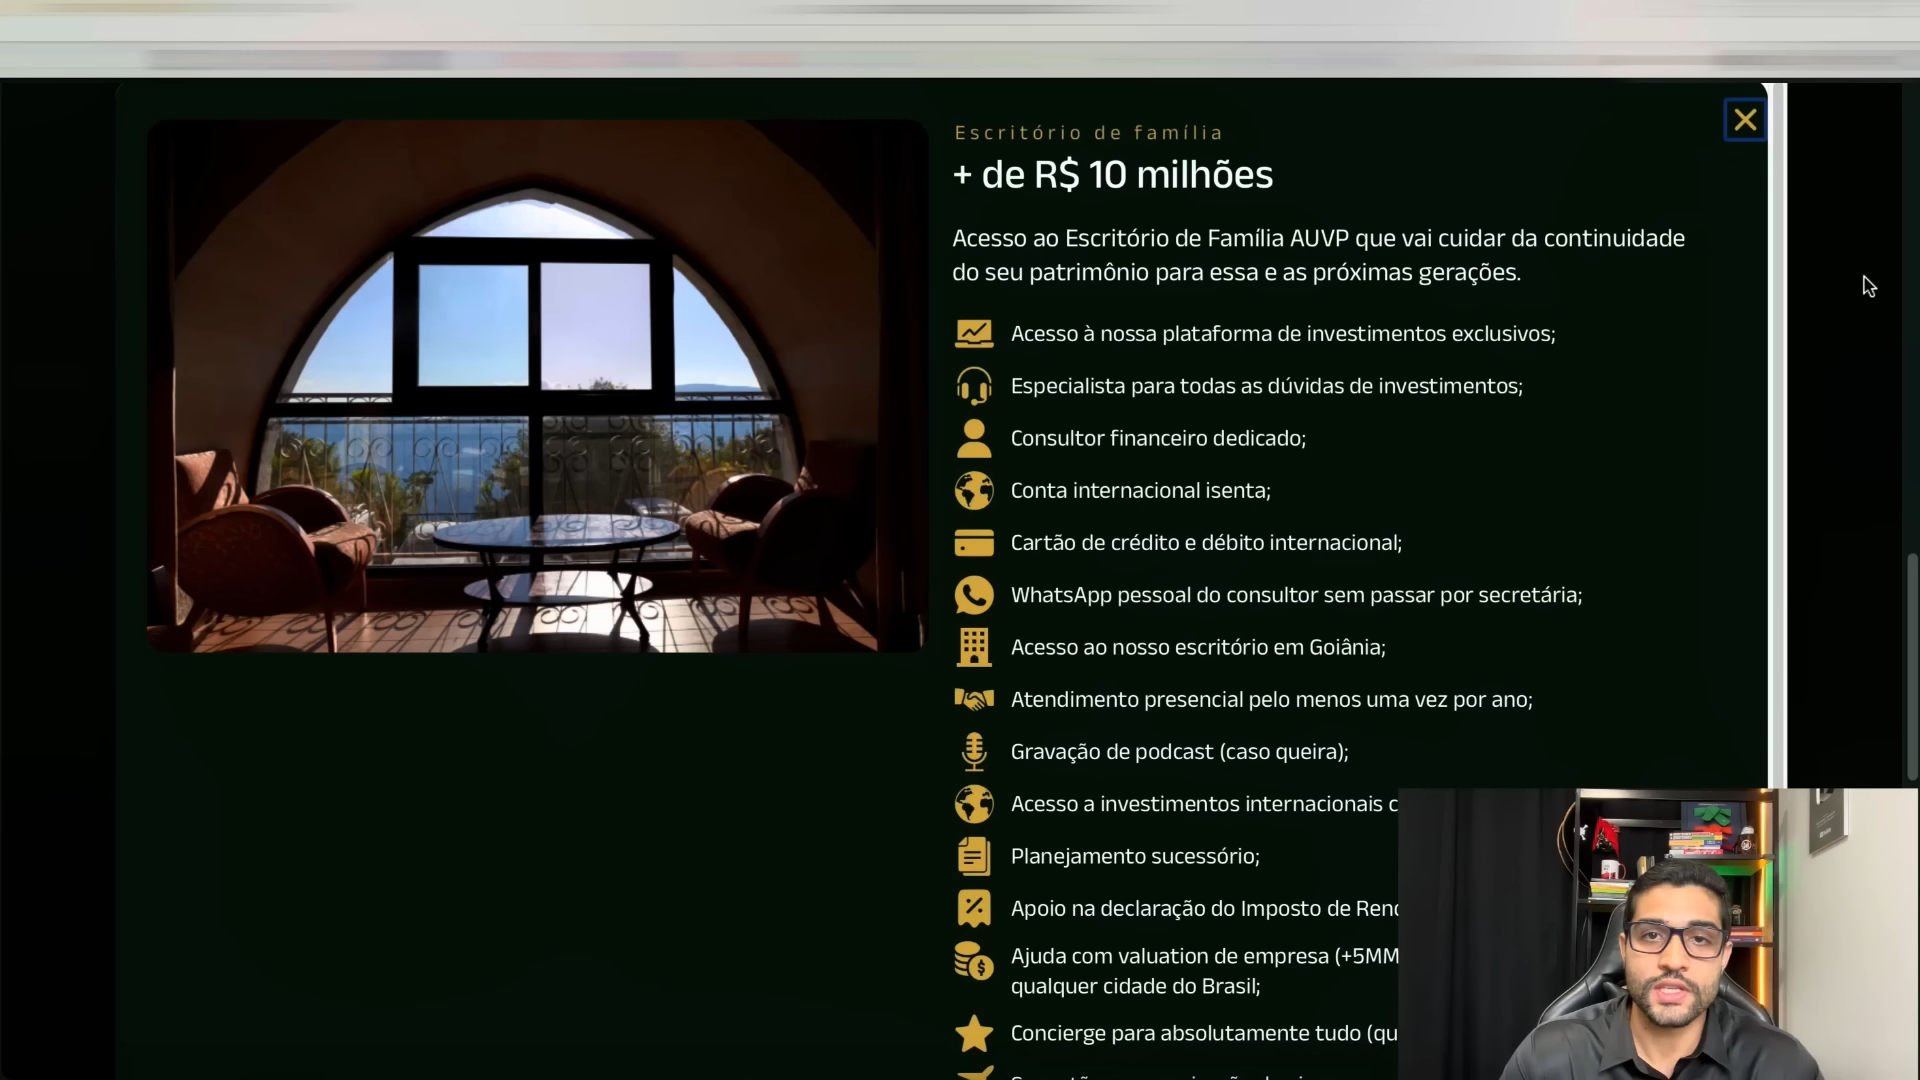 Escritório de família
+ de R$ 10 milhões
Acesso ao Escritório de Família AUVP que vai cuidar da continuidade
do seu patrimônio para essa e as próximas gerações.
Acesso à nossa plataforma de investimentos exclusivos;
Especialista para todas as dúvidas de investimentos;
Consultor financeiro dedicado;
Conta internacional isenta;
Cartão de crédito e débito internacional;
WhatsApp pessoal do consultor sem passar por secretária;
Acesso ao nosso escritório em Goiânia;
Atendimento presencial pelo menos uma vez por ano;
Gravação de podcast (caso queira);
Acesso a investimentos internacionais
Planejamento sucessório;
Apoio na declaração do Imposto de
Ajuda com valuation de empresa (+5MM
qualquer cidade do Brasil;
Concierge para absolutamente tudo